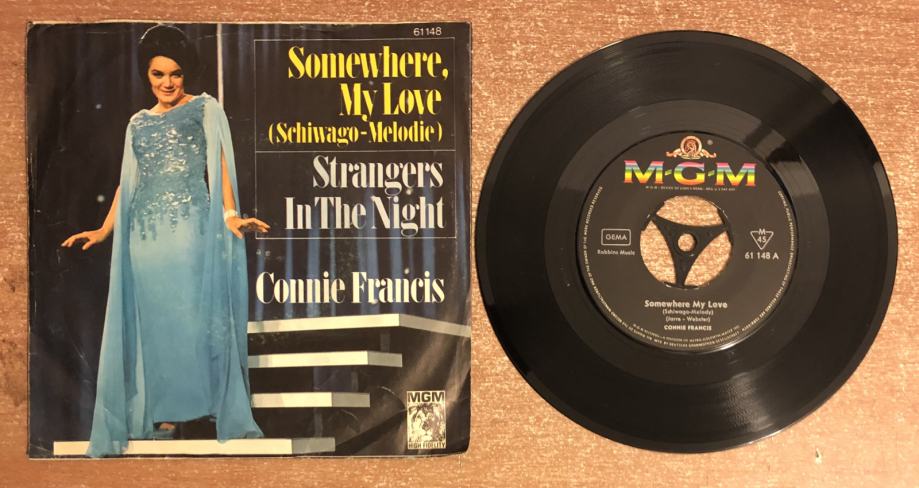 61148
Somewhere,
My Love
(Schiwago-Melodie)
Strangers
In The Night
Connie Francis
MGM
HIGH FIDELITY
M-G-M
GEMA
Robbins Music
M
45
61 148 A
Somewhere My Love
(Schiwago-Melody)
(Jarre - Webster)
CONNIE FRANCIS